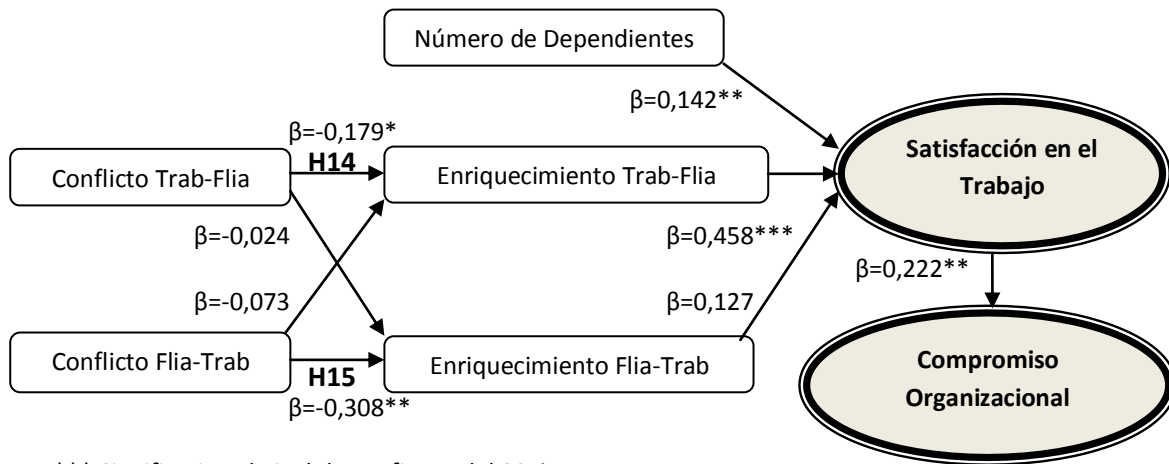 Número de Dependientes
β=0,142**
β=-0,179*
H14
Satisfacción en el
Trabajo
Conflicto Trab-Flia
Enriquecimiento Trab-Flia
β=-0,024
β=0,458***
β=0,222**
β=-0,073
β=0,127
Conflicto Flia-Trab
Enriquecimiento Flia-Trab
Compromiso
Organizacional
H15
β=-0,308**